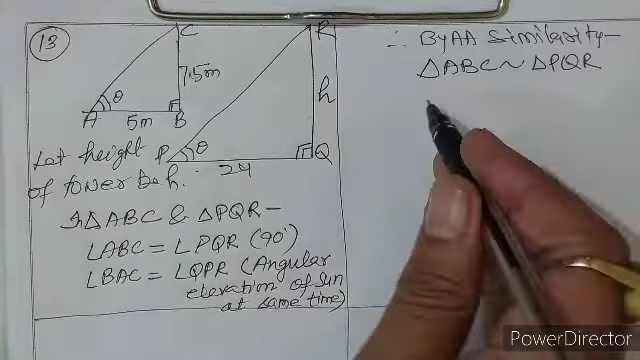 13
C
7.5m
θ
A
5m
B
R
h
P
θ
24
Q
Let height
of tower be h.
In △ABC & △PQR –
∠ABC = ∠PQR (90°)
∠BAC = ∠QPR (Angular
elevation of sun
at same time)
∴ By AA Similarity –
△ABC ~ △PQR
PowerDirector